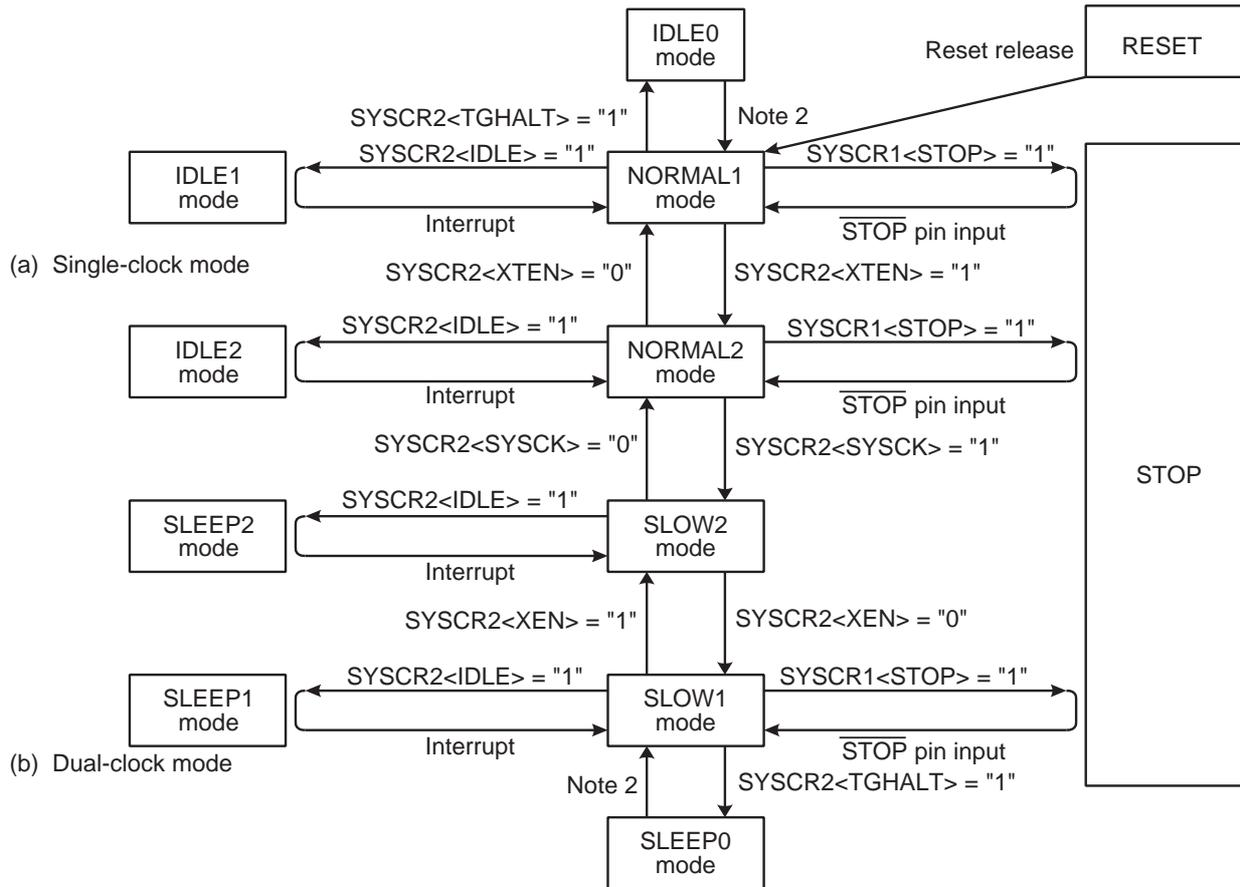 IDLE0
mode
Reset release
RESET
SYSCR2<TGHALT> = "1"
Note 2
IDLE1
mode
SYSCR2<IDLE> = "1"
Interrupt
NORMAL1
mode
SYSCR1<STOP> = "1"
STOP pin input
(a) Single-clock mode
SYSCR2<XTEN> = "0"
SYSCR2<XTEN> = "1"
IDLE2
mode
SYSCR2<IDLE> = "1"
Interrupt
NORMAL2
mode
SYSCR1<STOP> = "1"
STOP pin input
SYSCR2<SYSCK> = "0"
SYSCR2<SYSCK> = "1"
STOP
SLEEP2
mode
SYSCR2<IDLE> = "1"
Interrupt
SLOW2
mode
SYSCR2<XEN> = "1"
SYSCR2<XEN> = "0"
SLEEP1
mode
SYSCR2<IDLE> = "1"
Interrupt
SLOW1
mode
SYSCR1<STOP> = "1"
STOP pin input
(b) Dual-clock mode
Note 2
SYSCR2<TGHALT> = "1"
SLEEP0
mode